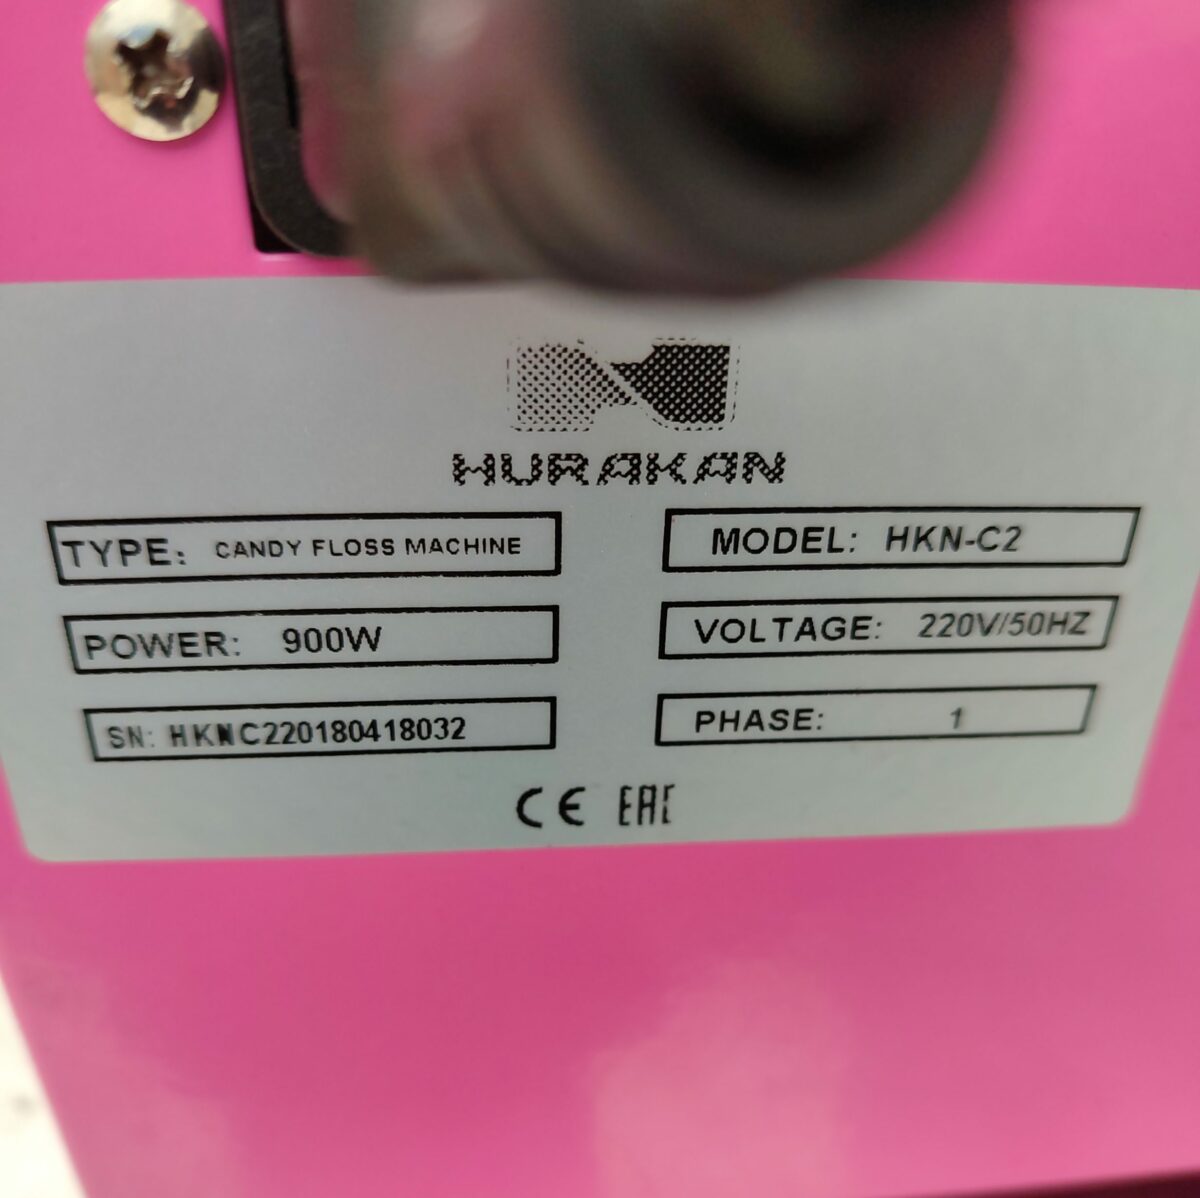 HURAKAN
TYPE: CANDY FLOSS MACHINE
MODEL: HKN-C2
POWER: 900W
VOLTAGE: 220V/50HZ
SN: HKNC220180418032
PHASE: 1
CE EAC